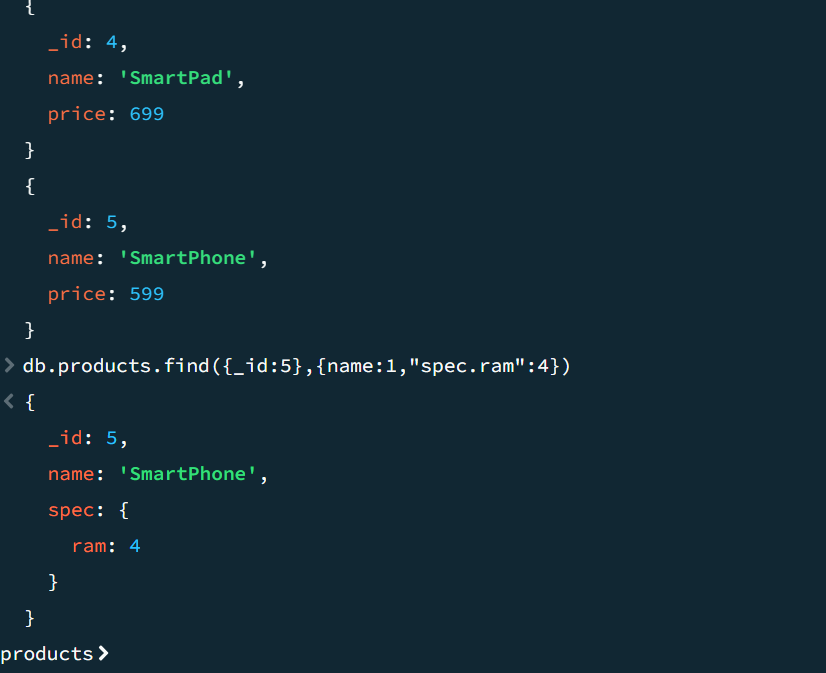 {
_id: 4,
name: 'SmartPad',
price: 699
}
{
_id: 5,
name: 'SmartPhone',
price: 599
}
> db.products.find({_id:5},{name:1,"spec.ram":4})
< {
_id: 5,
name: 'SmartPhone',
spec: {
ram: 4
}
}
products>